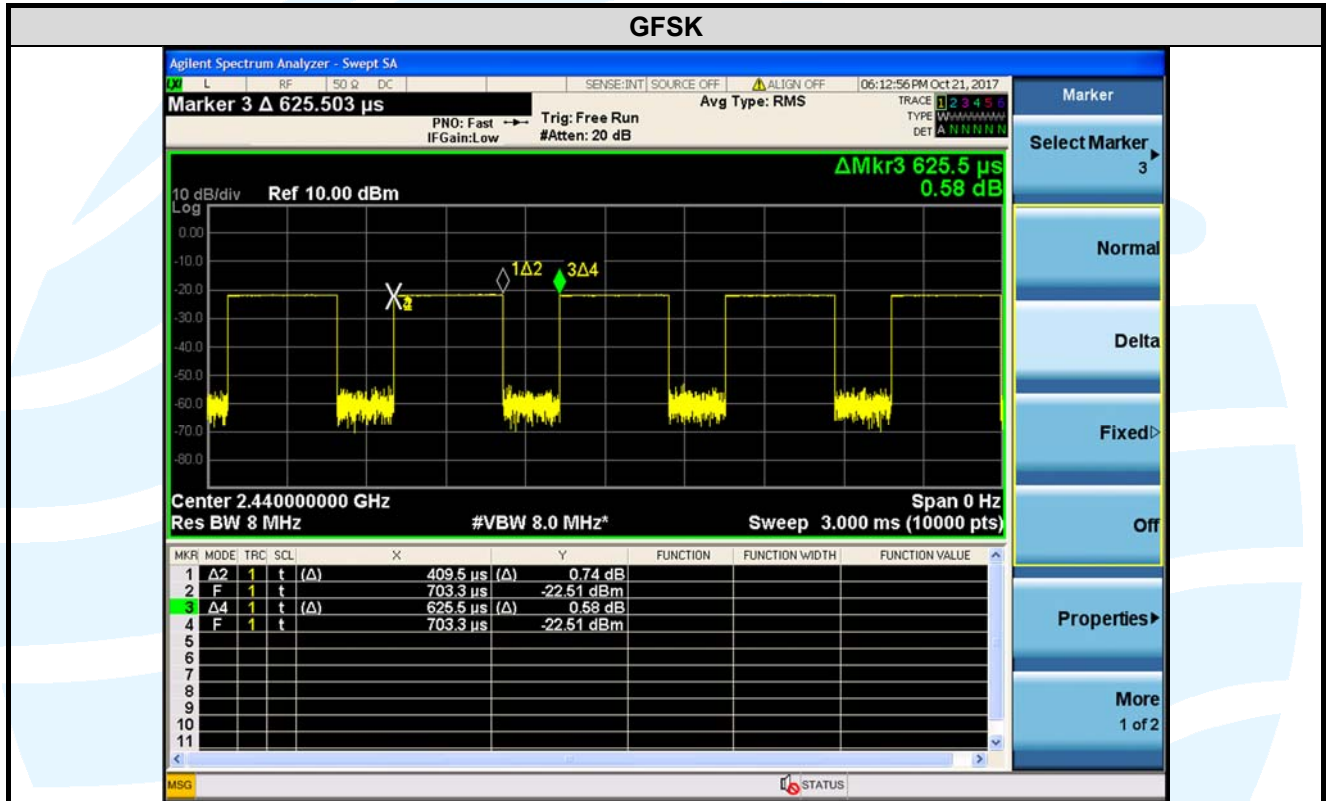 GFSK
Agilent Spectrum Analyzer - Swept SA
L RF 50 Ω DC SENSE:INT SOURCE OFF ALIGN OFF 06:12:56 PM Oct 21, 2017
Marker 3 Δ 625.503 µs
PNO: Fast
IFGain:Low
Trig: Free Run
#Atten: 20 dB
Avg Type: RMS
TRACE 1 2 3 4 5 6
TYPE W
DET A N N N N N
ΔMkr3 625.5 µs
0.58 dB
10 dB/div Ref 10.00 dBm
Log
0.00
-10.0
-20.0
-30.0
-40.0
-50.0
-60.0
-70.0
-80.0
1Δ2 3Δ4
Center 2.440000000 GHz Span 0 Hz
Res BW 8 MHz #VBW 8.0 MHz* Sweep 3.000 ms (10000 pts)
MKR MODE TRC SCL X Y FUNCTION FUNCTION WIDTH FUNCTION VALUE
1 Δ2 1 t (Δ) 409.5 µs (Δ) 0.74 dB
2 F 1 t 703.3 µs -22.51 dBm
3 Δ4 1 t (Δ) 625.5 µs (Δ) 0.58 dB
4 F 1 t 703.3 µs -22.51 dBm
5
6
7
8
9
10
11
MSG STATUS
Marker
Select Marker
3
Normal
Delta
Fixed
Off
Properties
More
1 of 2